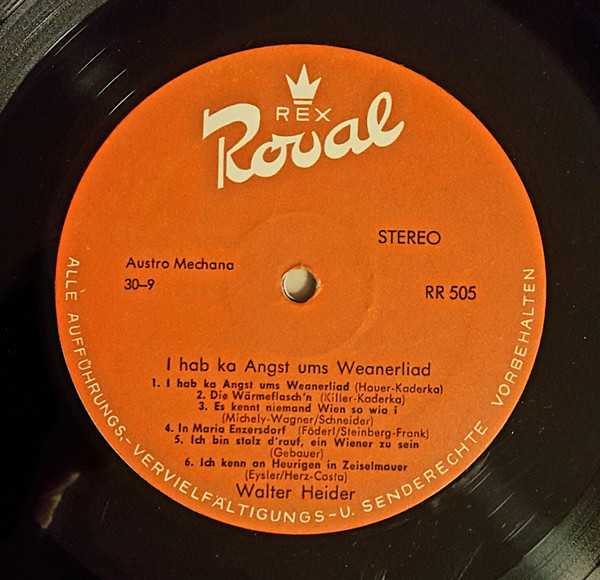 REX
Royal
STEREO
Austro Mechana
30–9
RR 505
I hab ka Angst ums Weanerliad
1. I hab ka Angst ums Weanerliad (Hauer-Kaderka)
2. Die Wärmeflasch'n (Killer-Kaderka)
3. Es kennt niemand Wien so wia i
(Michely-Wagner/Schneider)
4. In Maria Enzersdorf (Föderl/Steinberg-Frank)
5. Ich bin stolz d'rauf, ein Wiener zu sein
(Gebauer)
6. Ich kenn an Heurigen in Zeiselmauer
(Eysler/Herz-Costa)
Walter Heider
ALLE AUFFÜHRUNGS,- VERVIELFÄLTIGUNGS-U. SENDERECHTE VORBEHALTEN